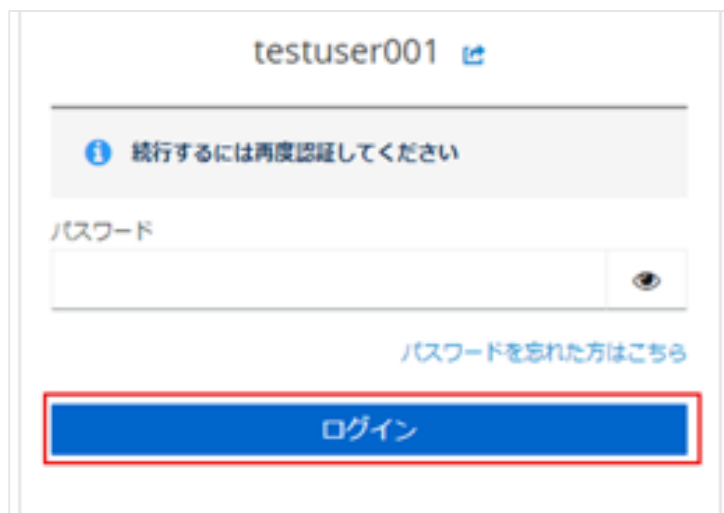 testuser001
続行するには再度認証してください
パスワード
パスワードを忘れた方はこちら
ログイン